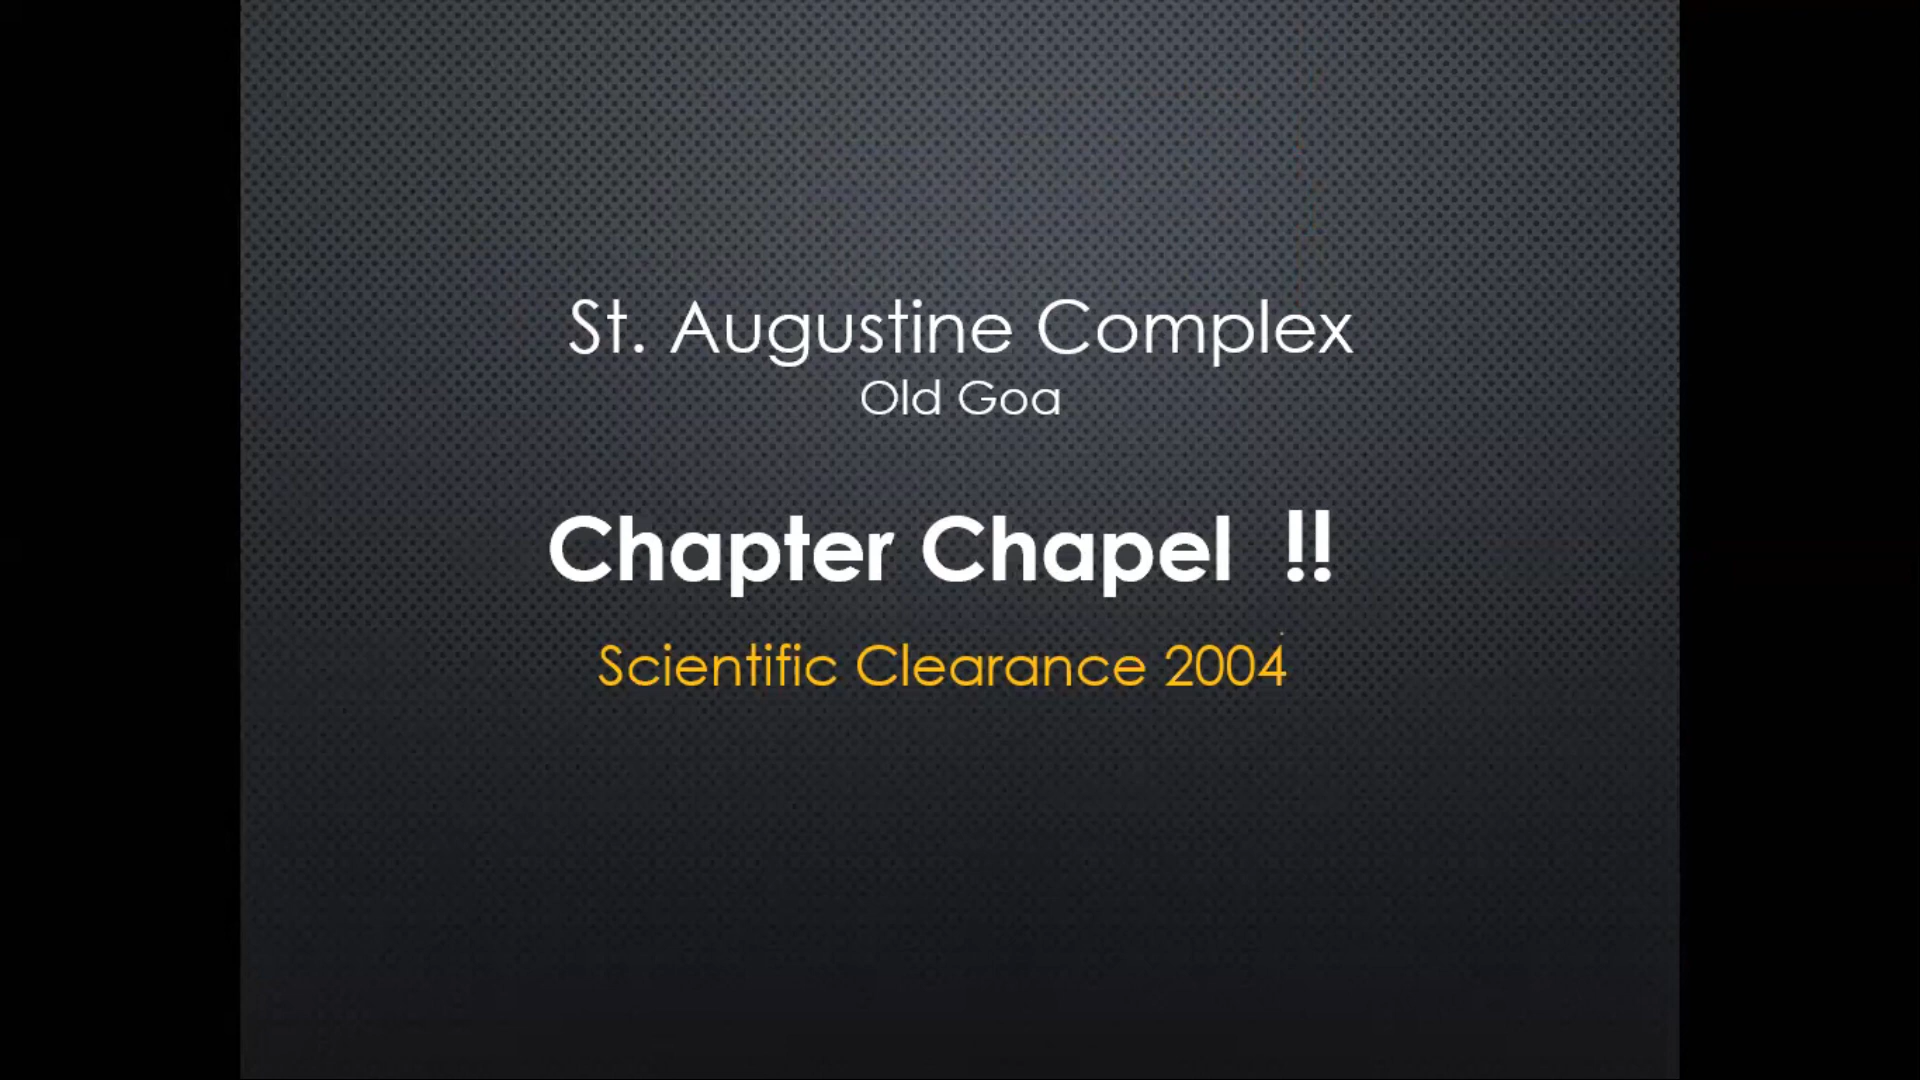 St. Augustine Complex
Old Goa
Chapter Chapel  !!
Scientific Clearance 2004